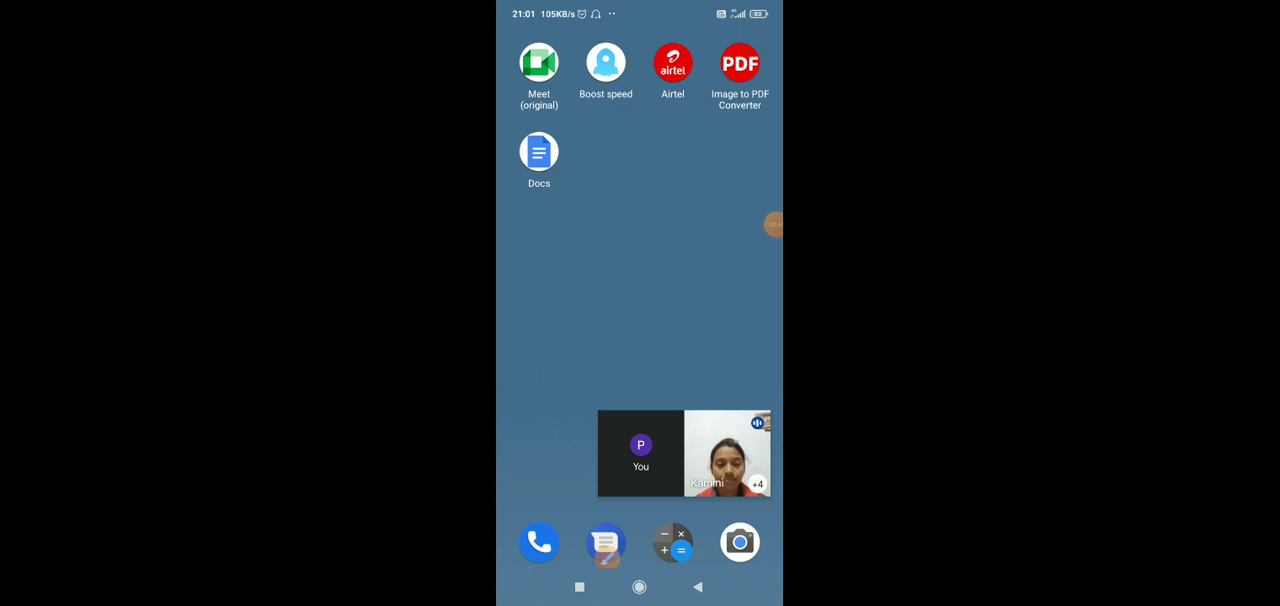 21:01 105KB/s
Meet
(original)
Boost speed
airtel
Airtel
PDF
Image to PDF
Converter
Docs
P
You
Kamini
+4